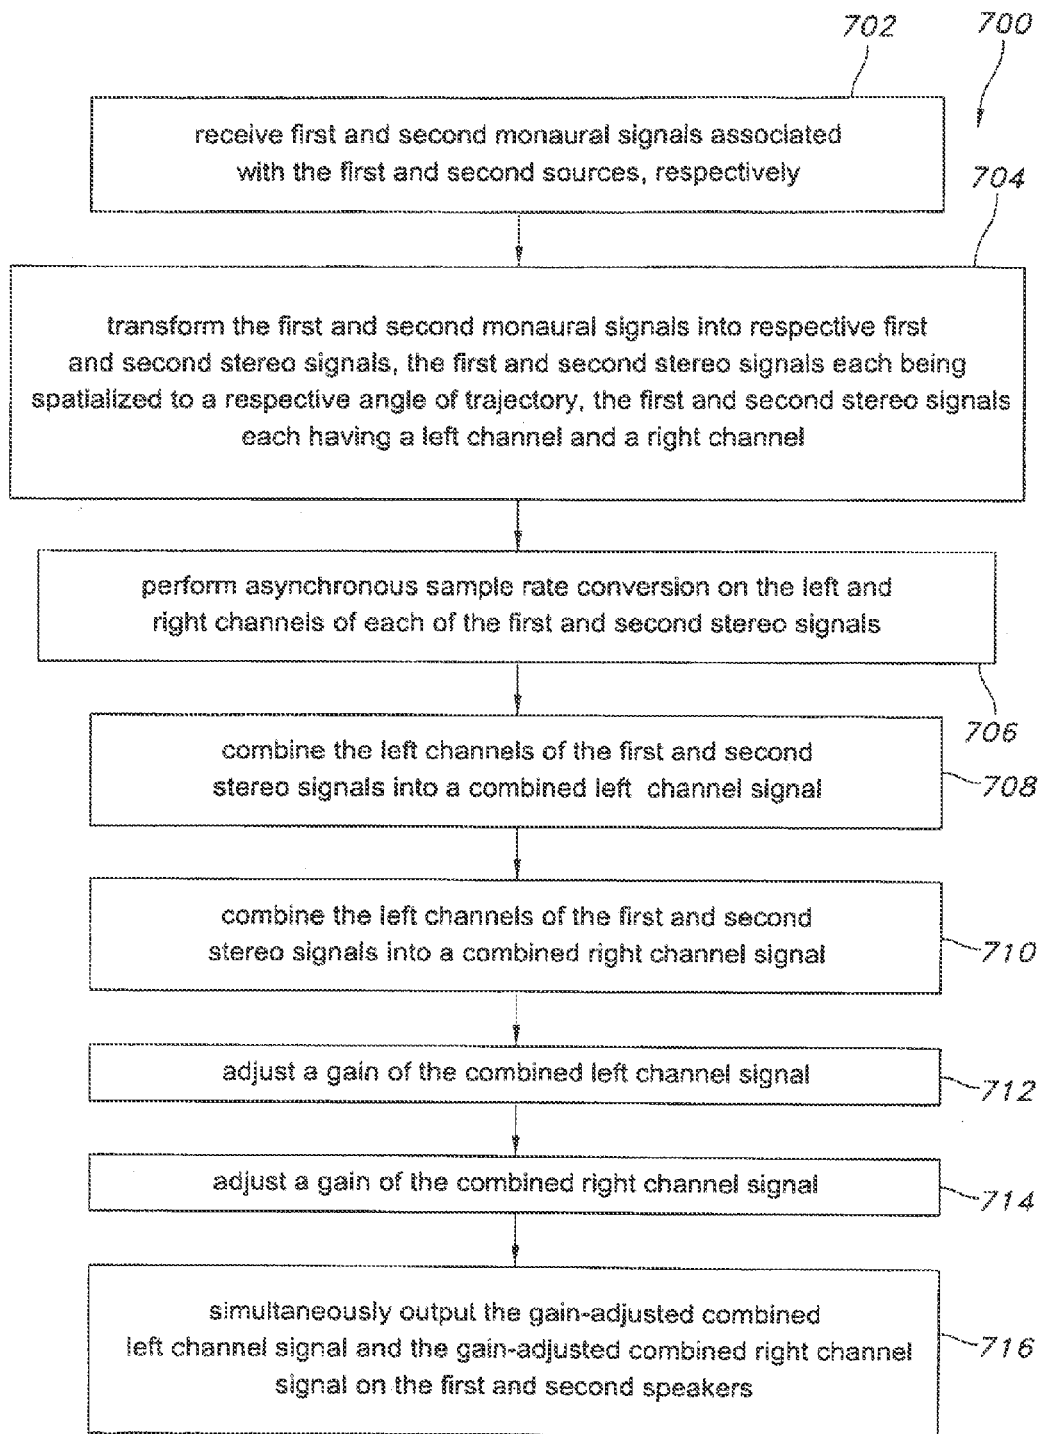 702
700
receive first and second monaural signals associated
with the first and second sources, respectively
704
transform the first and second monaural signals into respective first
and second stereo signals, the first and second stereo signals each being
spatialized to a respective angle of trajectory, the first and second stereo signals
each having a left channel and a right channel
perform asynchronous sample rate conversion on the left and
right channels of each of the first and second stereo signals
706
combine the left channels of the first and second
stereo signals into a combined left channel signal
708
combine the left channels of the first and second
stereo signals into a combined right channel signal
710
adjust a gain of the combined left channel signal
712
adjust a gain of the combined right channel signal
714
simultaneously output the gain-adjusted combined
left channel signal and the gain-adjusted combined right channel
signal on the first and second speakers
716